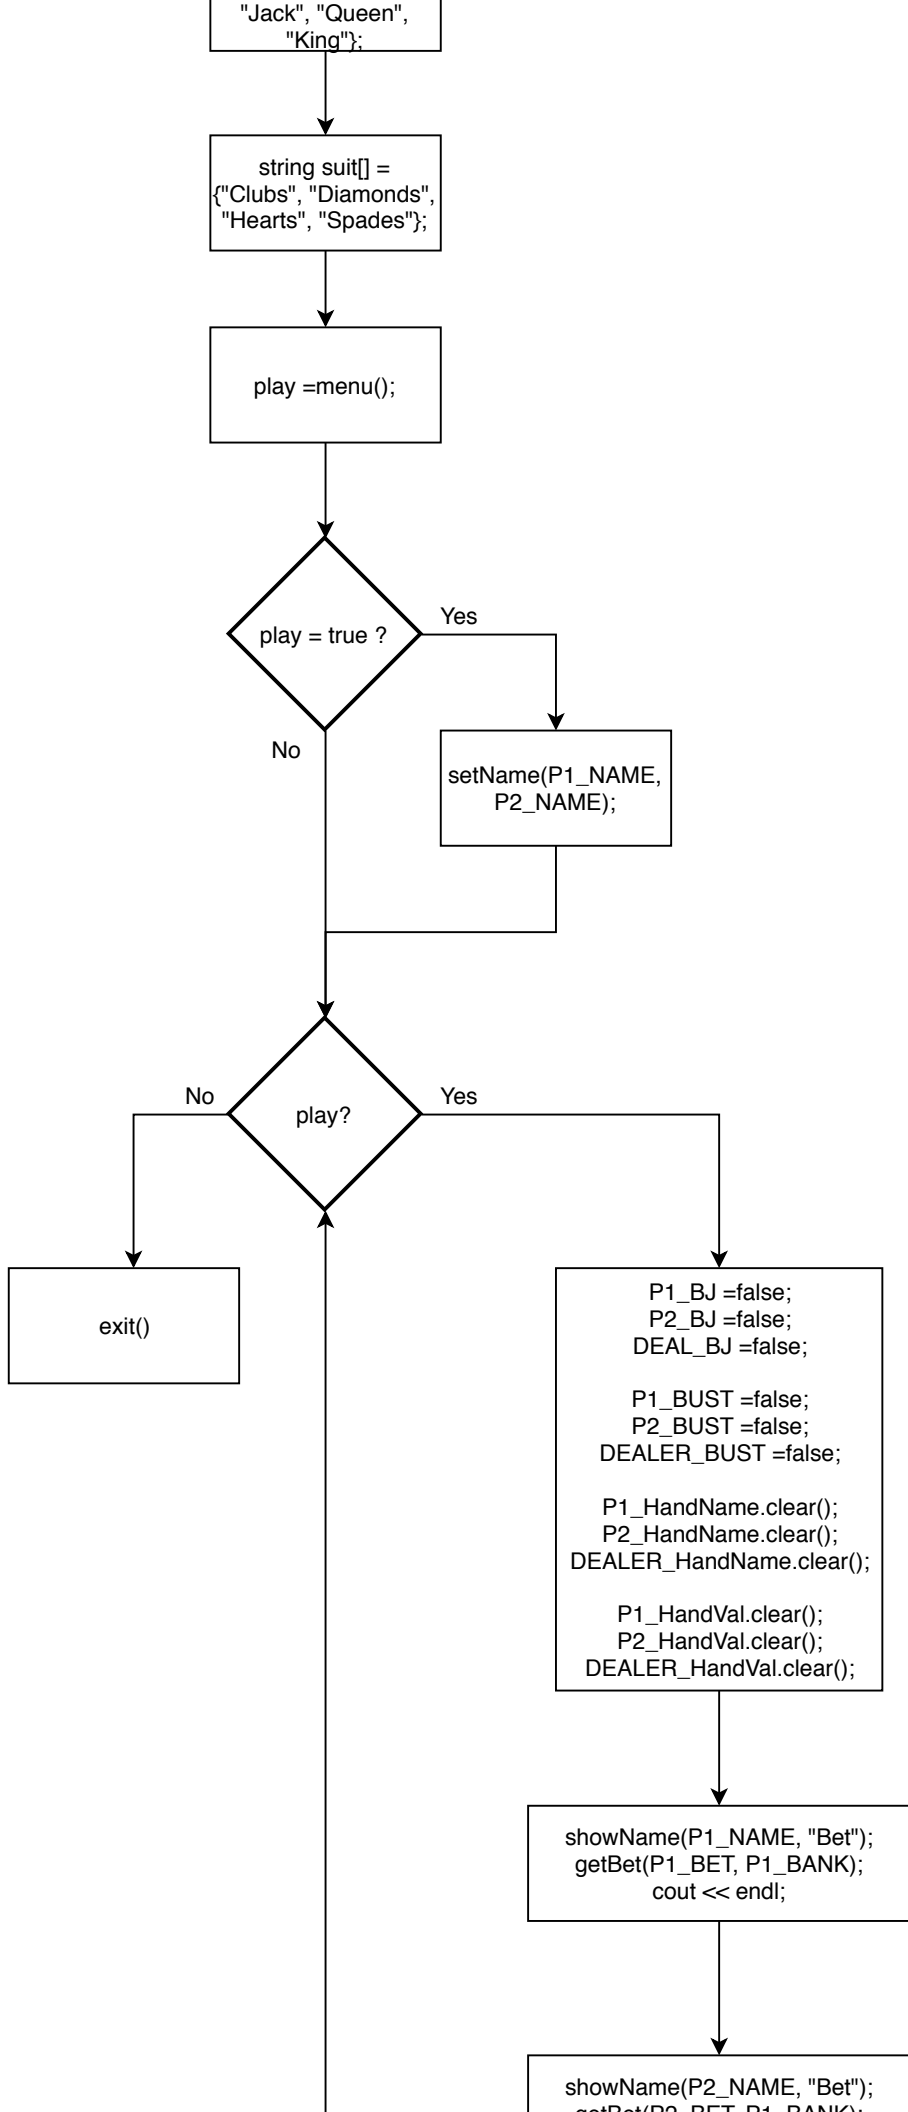 "Jack", "Queen",
"King"};
string suit[] =
{"Clubs", "Diamonds",
"Hearts", "Spades"};
play =menu();
play = true ?
Yes
No
setName(P1_NAME,
P2_NAME);
play?
No
Yes
exit()
P1_BJ =false;
P2_BJ =false;
DEAL_BJ =false;
P1_BUST =false;
P2_BUST =false;
DEALER_BUST =false;
P1_HandName.clear();
P2_HandName.clear();
DEALER_HandName.clear();
P1_HandVal.clear();
P2_HandVal.clear();
DEALER_HandVal.clear();
showName(P1_NAME, "Bet");
getBet(P1_BET, P1_BANK);
cout << endl;
showName(P2_NAME, "Bet");
getBet(P2_BET, P1_BANK);